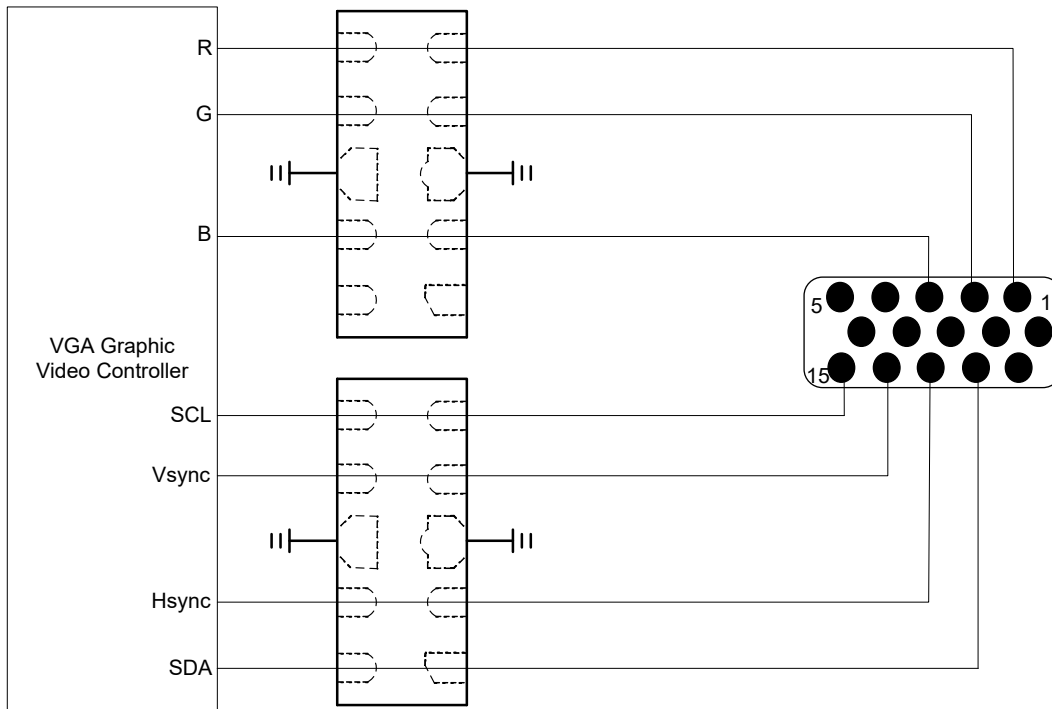 R
G
B
5
1
VGA Graphic
Video Controller
15
SCL
Vsync
Hsync
SDA